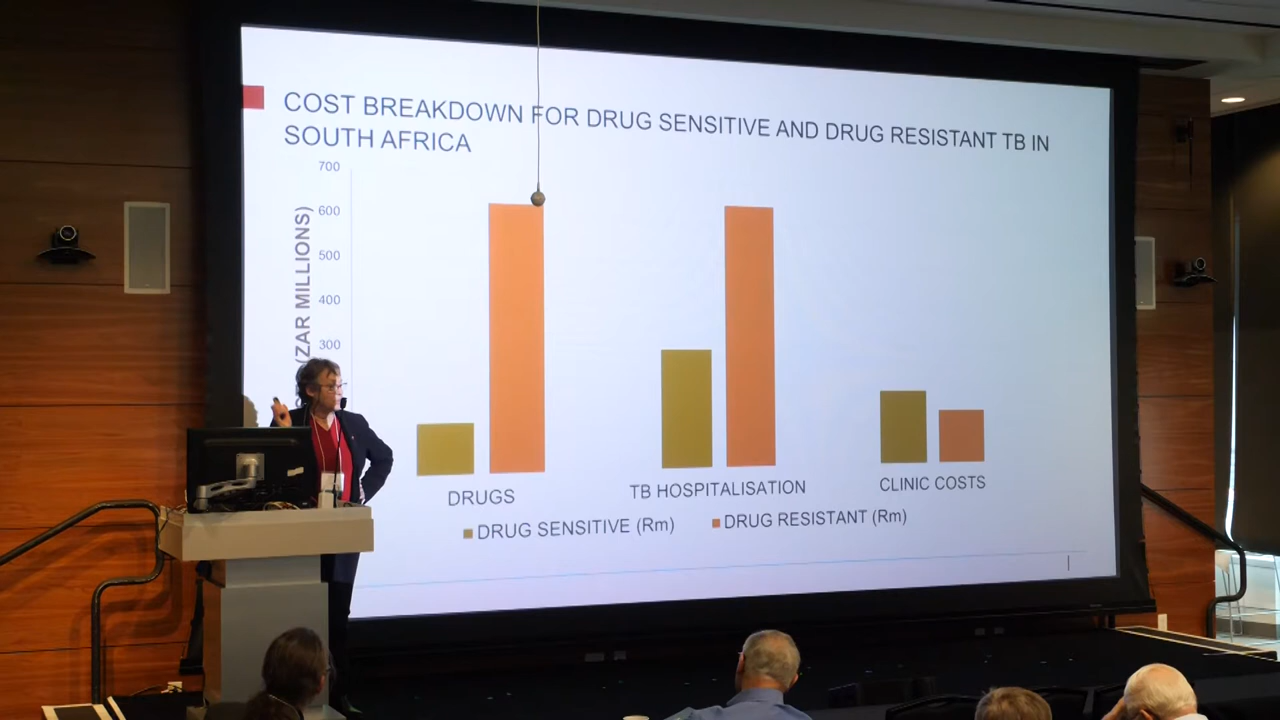 COST BREAKDOWN FOR DRUG SENSITIVE AND DRUG RESISTANT TB IN
SOUTH AFRICA
700
600
500
400
300
(ZAR MILLIONS)
DRUGS
TB HOSPITALISATION
CLINIC COSTS
DRUG SENSITIVE (Rm)
DRUG RESISTANT (Rm)